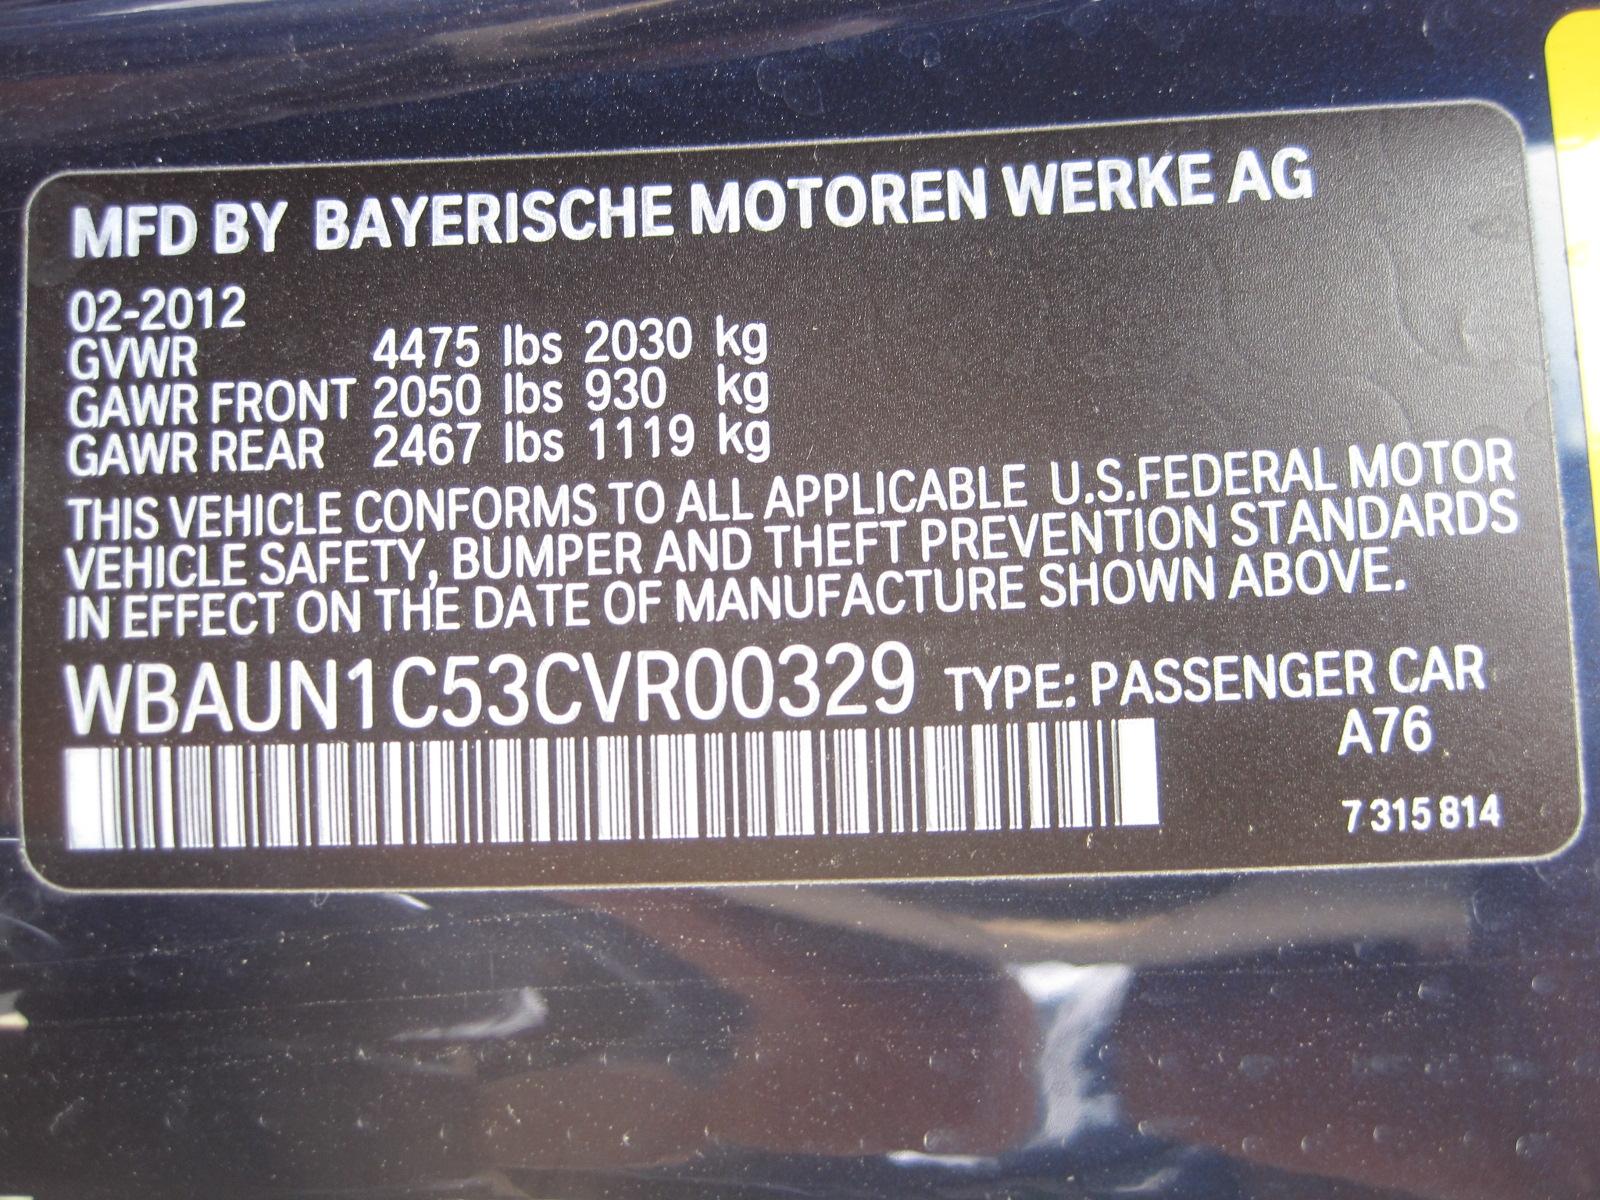 MFD BY BAYERISCHE MOTOREN WERKE AG
02-2012
GVWR 4475 lbs 2030 kg
GAWR FRONT 2050 lbs 930 kg
GAWR REAR 2467 lbs 1119 kg
THIS VEHICLE CONFORMS TO ALL APPLICABLE U.S.FEDERAL MOTOR
VEHICLE SAFETY, BUMPER AND THEFT PREVENTION STANDARDS
IN EFFECT ON THE DATE OF MANUFACTURE SHOWN ABOVE.
WBAUN1C53CVR00329 TYPE: PASSENGER CAR
A76
7 315 814